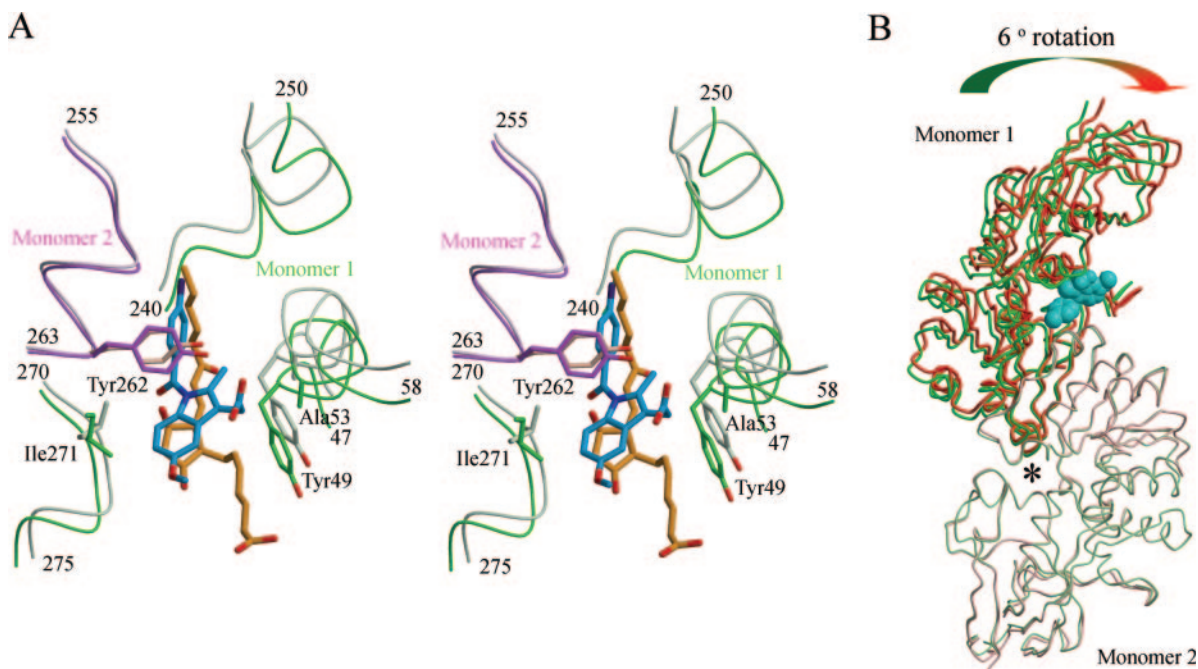 A
B
6 ° rotation
250
255
Monomer 1
Monomer 2
Monomer 1
240
263
270
Tyr262
58
Ala53
47
Ile271
Tyr49
275
250
255
Monomer 2
Monomer 1
240
263
270
Tyr262
58
Ala53
47
Ile271
Tyr49
275
*
Monomer 2